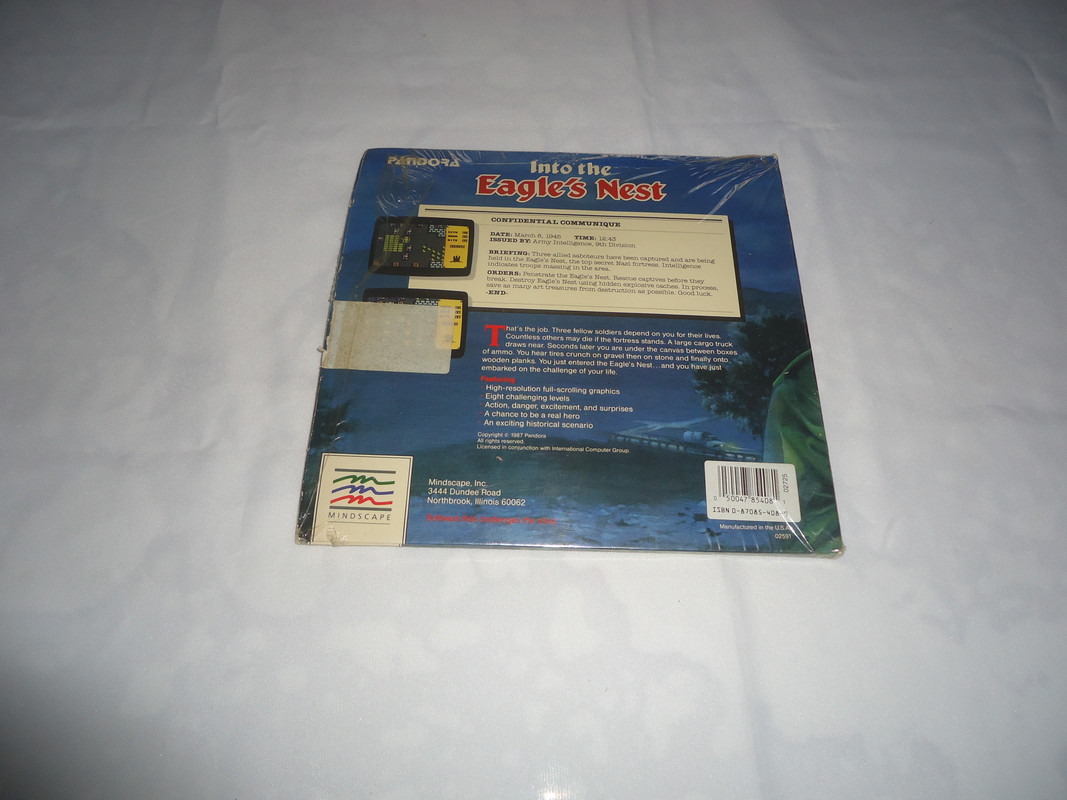 PANDORA
Into the
Eagle's Nest
CONFIDENTIAL COMMUNIQUE
DATE: March 6, 1945 TIME: 12:43
ISSUED BY: Army Intelligence, 9th Division
BRIEFING: Three allied saboteurs have been captured and are being
held in the Eagle's Nest, the top secret Nazi fortress. Intelligence
indicates troops massing in the area.
ORDERS: Penetrate the Eagle's Nest. Rescue captives before they
break. Destroy Eagle's Nest using hidden explosive caches. In process,
save as many art treasures from destruction as possible. Good luck.
-END-
That's the job. Three fellow soldiers depend on you for their lives.
Countless others may die if the fortress stands. A large cargo truck
draws near. Seconds later you are under the canvas between boxes
of ammo. You hear tires crunch on gravel then on stone and finally onto
wooden planks. You just entered the Eagle's Nest...and you have just
embarked on the challenge of your life.
Featuring
High-resolution full-scrolling graphics
Eight challenging levels
Action, danger, excitement, and surprises
A chance to be a real hero
An exciting historical scenario
Copyright © 1987 Pandora
All rights reserved.
Licensed in conjunction with International Computer Group
MINDSCAPE
Mindscape, Inc.
3444 Dundee Road
Northbrook, Illinois 60062
0 50047 85408
02725
ISBN 0-87085-408
Manufactured in the U.S.A.
02591